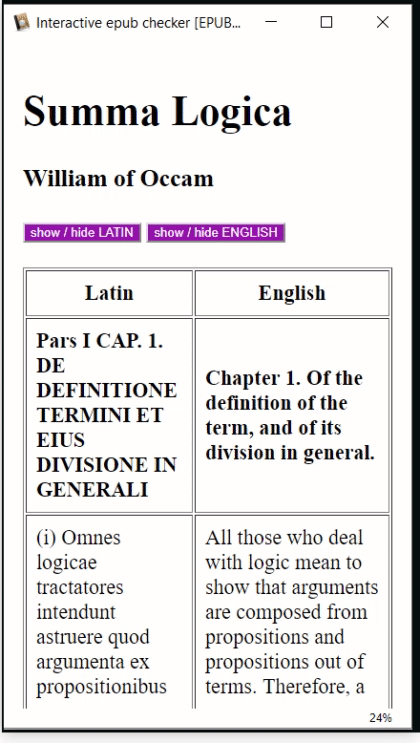 Interactive epub checker [EPUB...
Summa Logica
William of Occam
show / hide LATIN
show / hide ENGLISH
Latin
English
Pars I CAP. 1.
DE
DEFINITIONE
TERMINI ET
EIUS
DIVISIONE IN
GENERALI
Chapter 1. Of the
definition of the
term, and of its
division in general.
(i) Omnes
logicae
tractatores
intendunt
astruere quod
argumenta ex
propositionibus
All those who deal
with logic mean to
show that arguments
are composed from
propositions and
propositions out of
terms. Therefore, a
24%